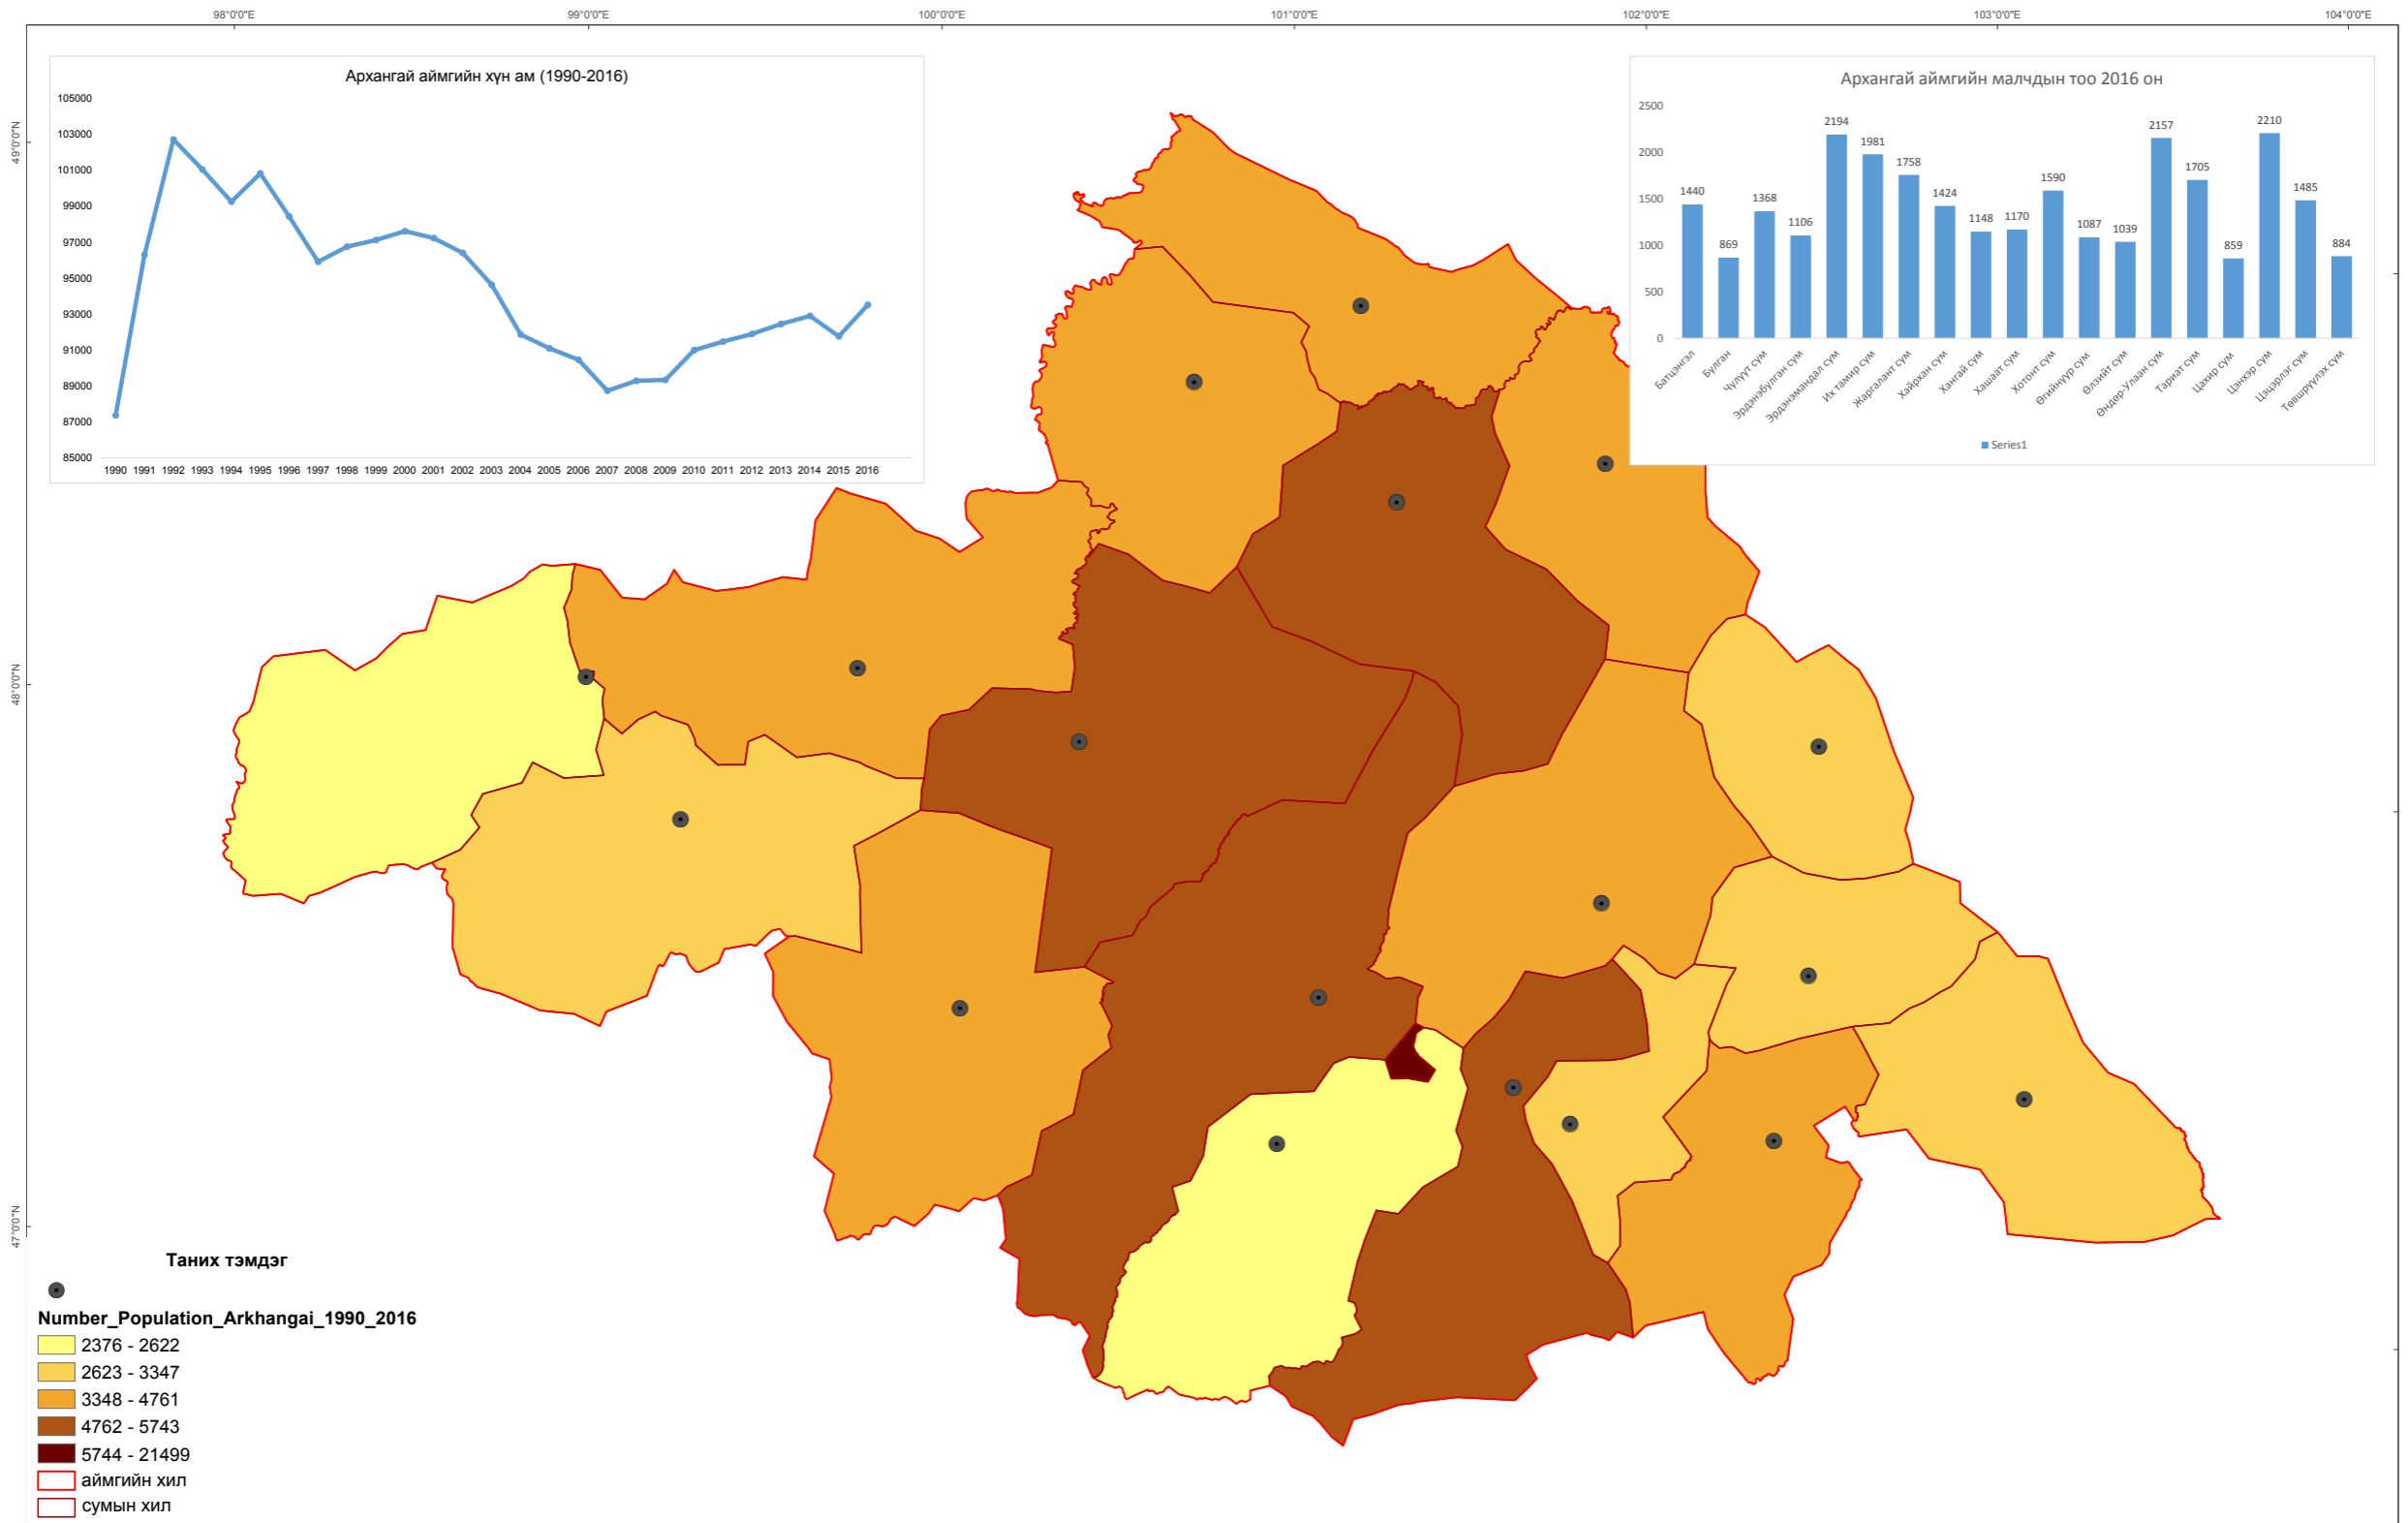 98°0'0"E 99°0'0"E 100°0'0"E 101°0'0"E 102°0'0"E 103°0'0"E 104°0'0"E
49°0'0"N
48°0'0"N
47°0'0"N
Архангай аймгийн хүн ам (1990-2016)
105000
103000
101000
99000
97000
95000
93000
91000
89000
87000
85000
1990 1991 1992 1993 1994 1995 1996 1997 1998 1999 2000 2001 2002 2003 2004 2005 2006 2007 2008 2009 2010 2011 2012 2013 2014 2015 2016
Архангай аймгийн малчдын тоо 2016 он
2500
2000
1500
1000
500
0
1440 869 1368 1106 2194 1981 1758 1424 1148 1170 1590 1087 1039 2157 1705 859 2210 1485 884
Батцэнгэл
Булган
Чулуут сум
Эрдэнэбулган сум
Эрдэнэмандал сум
Их тамир сум
Жаргалант сум
Хайрхан сум
Хангай сум
Хашаат сум
Хотонт сум
Өгийнуур сум
Өлзийт сум
Өндөр-Улаан сум
Тариат сум
Цахир сум
Цэнхэр сум
Цэцэрлэг сум
Төвшрүүлэх сум
Series1
Таних тэмдэг
Number_Population_Arkhangai_1990_2016
2376 - 2622
2623 - 3347
3348 - 4761
4762 - 5743
5744 - 21499
аймгийн хил
сумын хил